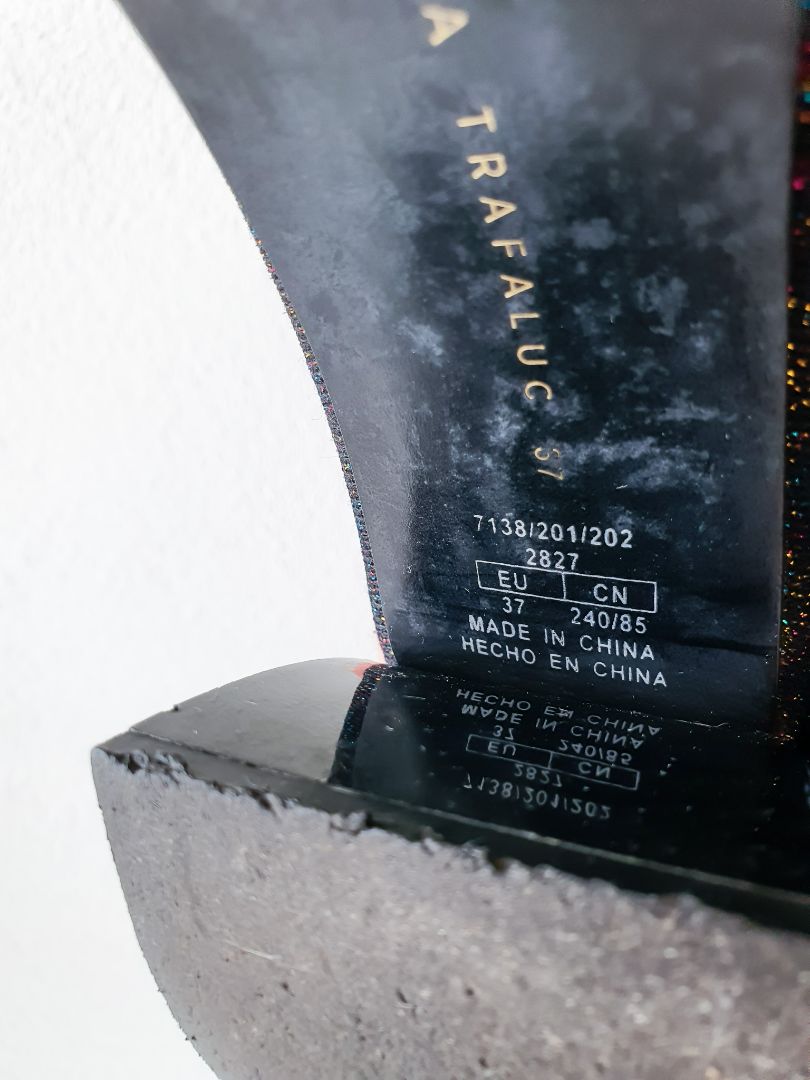 A TRAFALUC 37
7138/201/202
2827
EU CN
37 240/85
MADE IN CHINA
HECHO EN CHINA